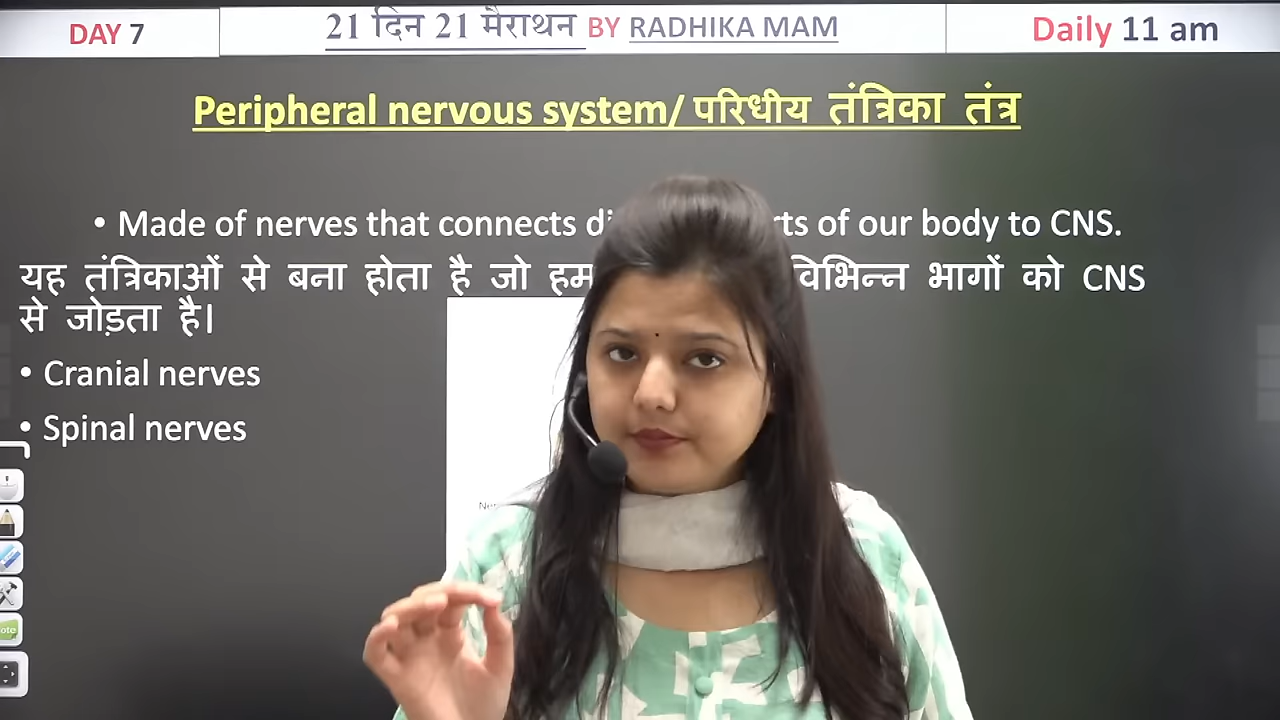 DAY 7
21 दिन 21 मैराथन BY RADHIKA MAM
Daily 11 am
Peripheral nervous system/ परिधीय तंत्रिका तंत्र
• Made of nerves that connects di rts of our body to CNS.
यह तंत्रिकाओं से बना होता है जो हम विभिन्न भागों को CNS
से जोड़ता है।
• Cranial nerves
• Spinal nerves